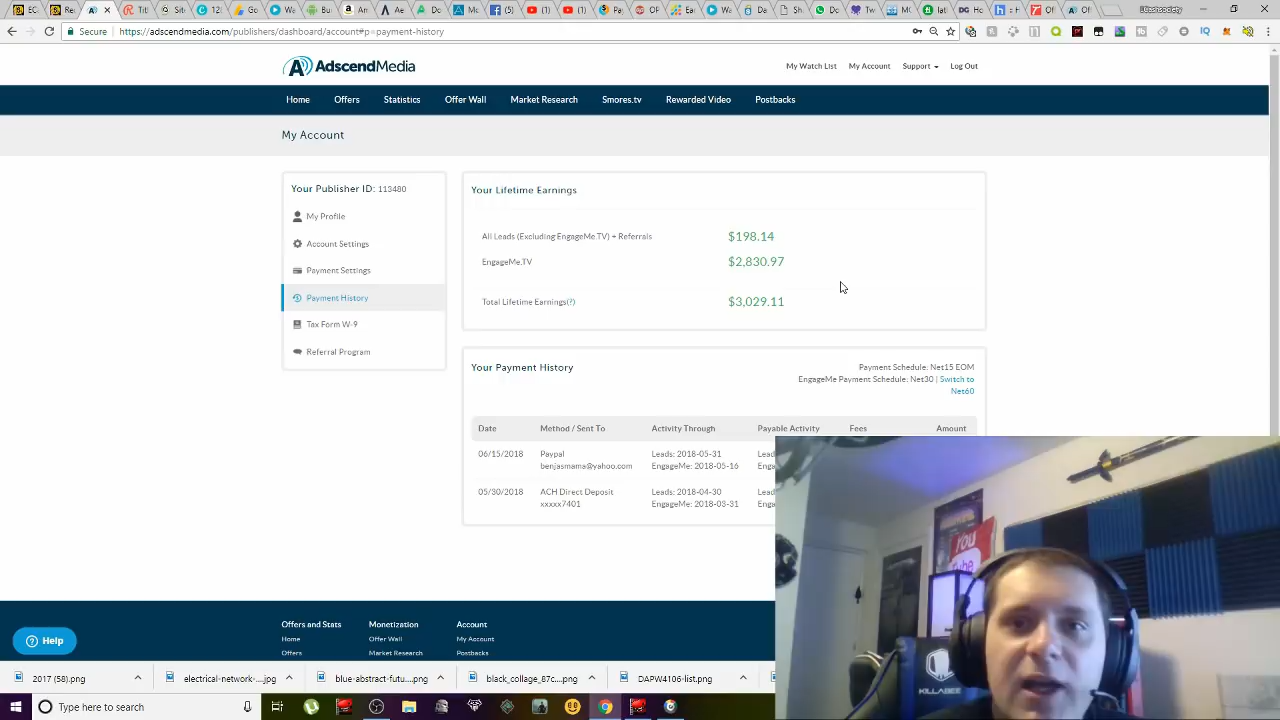 Secure
https://adscendmedia.com/publishers/dashboard/account#p=payment-history
AdscendMedia
My Watch List
My Account
Support
Log Out
Home
Offers
Statistics
Offer Wall
Market Research
Smores.tv
Rewarded Video
Postbacks
My Account
Your Publisher ID: 113480
My Profile
Account Settings
Payment Settings
Payment History
Tax Form W-9
Referral Program
Your Lifetime Earnings
All Leads (Excluding EngageMe.TV) + Referrals $198.14
EngageMe.TV $2,830.97
Total Lifetime Earnings(?) $3,029.11
Your Payment History
Payment Schedule: Net15 EOM
EngageMe Payment Schedule: Net30 | Switch to
Net60
Date Method / Sent To Activity Through Payable Activity Fees Amount
06/15/2018 Paypal Leads: 2018-05-31
benjasmama@yahoo.com EngageMe: 2018-05-16
05/30/2018 ACH Direct Deposit Leads: 2018-04-30
xxxxx7401 EngageMe: 2018-03-31
Offers and Stats Monetization Account
Home Offer Wall My Account
Offers Market Research Postbacks
Help
2017 (58).png
electrical-network-....jpg
blue-abstract-futu....png
black_collage_87c....png
DAPW4106-list.png
Type here to search
YOU
KILLABEE